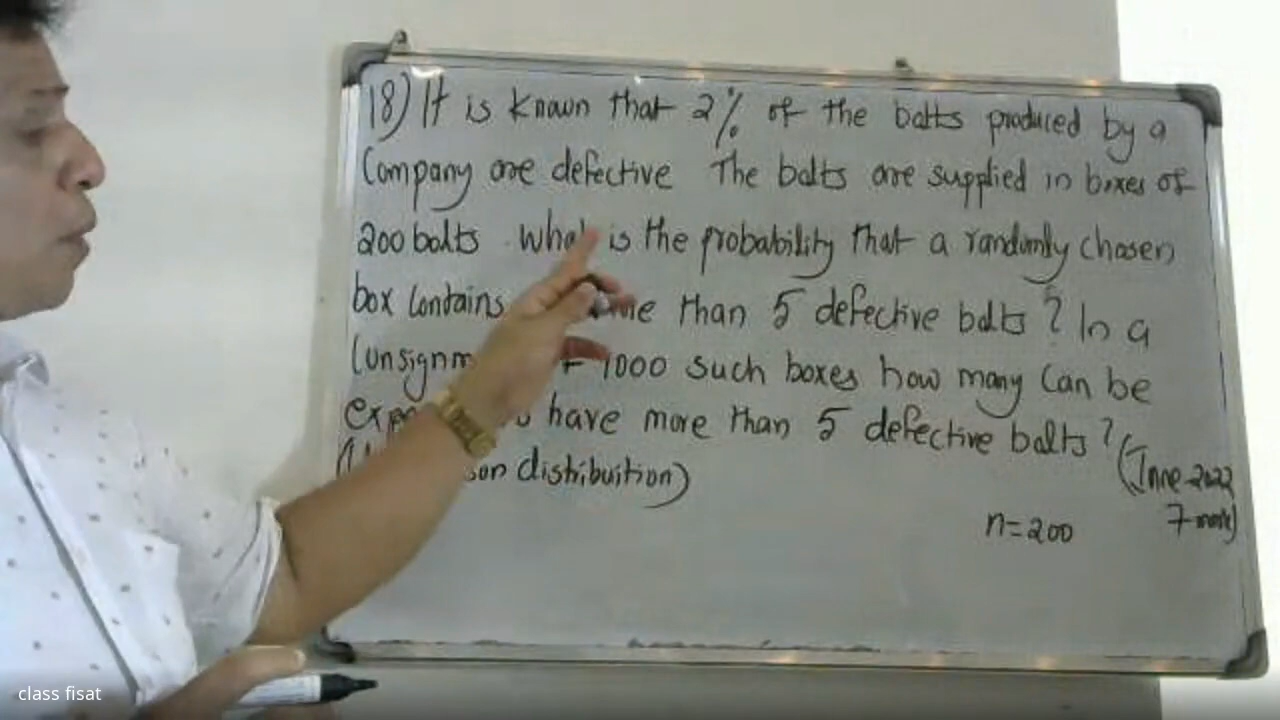 18) It is known that 2% of the bolts produced by a
Company are defective The bolts are supplied in boxes of
200 bolts. What is the probability that a randomly chosen
box contains than 5 defective bolts? In a
1000 such boxes how many can be
have more than 5 defective bolts? (June-2022
distribuition) 7 mark)
n=200
class fisat